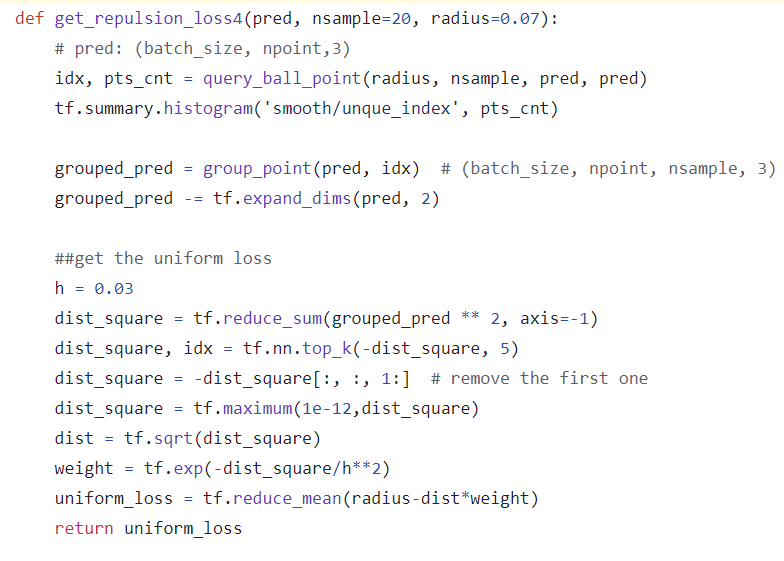 def get_repulsion_loss4(pred, nsample=20, radius=0.07):
    # pred: (batch_size, npoint,3)
    idx, pts_cnt = query_ball_point(radius, nsample, pred, pred)
    tf.summary.histogram('smooth/unque_index', pts_cnt)

    grouped_pred = group_point(pred, idx)  # (batch_size, npoint, nsample, 3)
    grouped_pred -= tf.expand_dims(pred, 2)

    ##get the uniform loss
    h = 0.03
    dist_square = tf.reduce_sum(grouped_pred ** 2, axis=-1)
    dist_square, idx = tf.nn.top_k(-dist_square, 5)
    dist_square = -dist_square[:, :, 1:]  # remove the first one
    dist_square = tf.maximum(1e-12,dist_square)
    dist = tf.sqrt(dist_square)
    weight = tf.exp(-dist_square/h**2)
    uniform_loss = tf.reduce_mean(radius-dist*weight)
    return uniform_loss